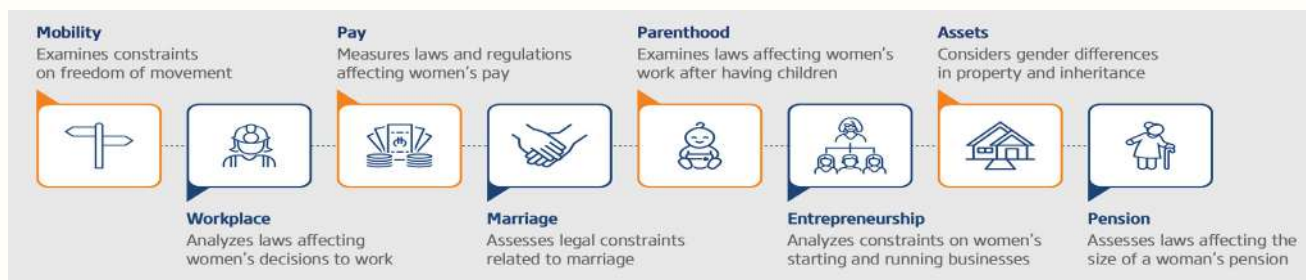 Mobility
Examines constraints
on freedom of movement
Pay
Measures laws and regulations
affecting women's pay
Parenthood
Examines laws affecting women's
work after having children
Assets
Considers gender differences
in property and inheritance
Workplace
Analyzes laws affecting
women's decisions to work
Marriage
Assesses legal constraints
related to marriage
Entrepreneurship
Analyzes constraints on women's
starting and running businesses
Pension
Assesses laws affecting the
size of a woman's pension